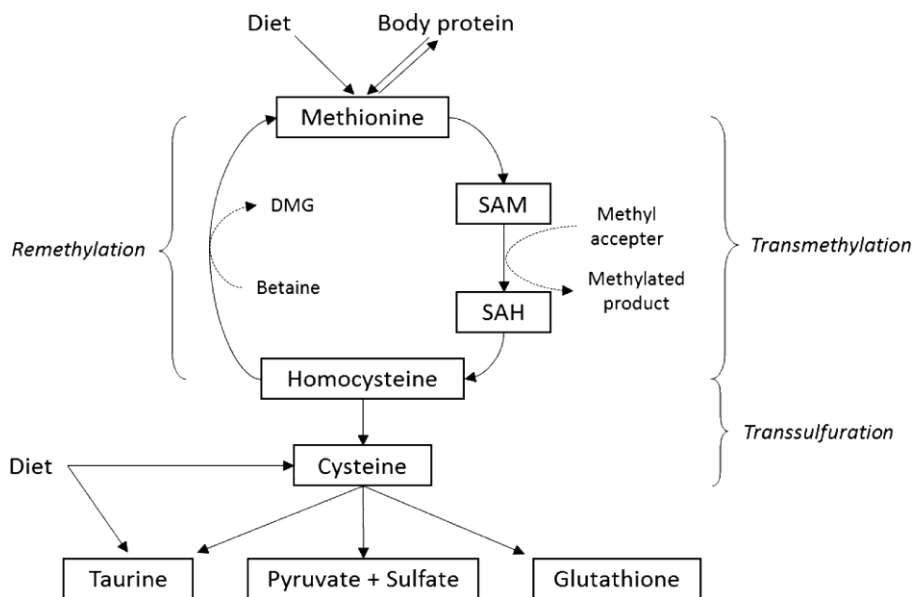 Diet
Body protein
Methionine
SAM
DMG
Methyl
accepter
Remethylation
Transmethylation
Betaine
Methylated
product
SAH
Homocysteine
Transsulfuration
Diet
Cysteine
Taurine
Pyruvate + Sulfate
Glutathione